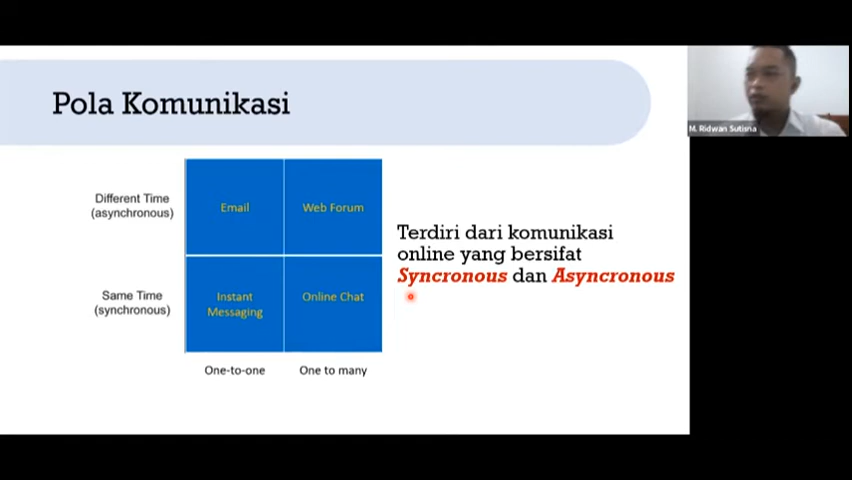 Pola Komunikasi
M. Ridwan Sutisna
Different Time
(asynchronous)
Email
Web Forum
Terdiri dari komunikasi
online yang bersifat
Syncronous dan Asyncronous
Same Time
(synchronous)
Instant
Messaging
Online Chat
One-to-one
One to many